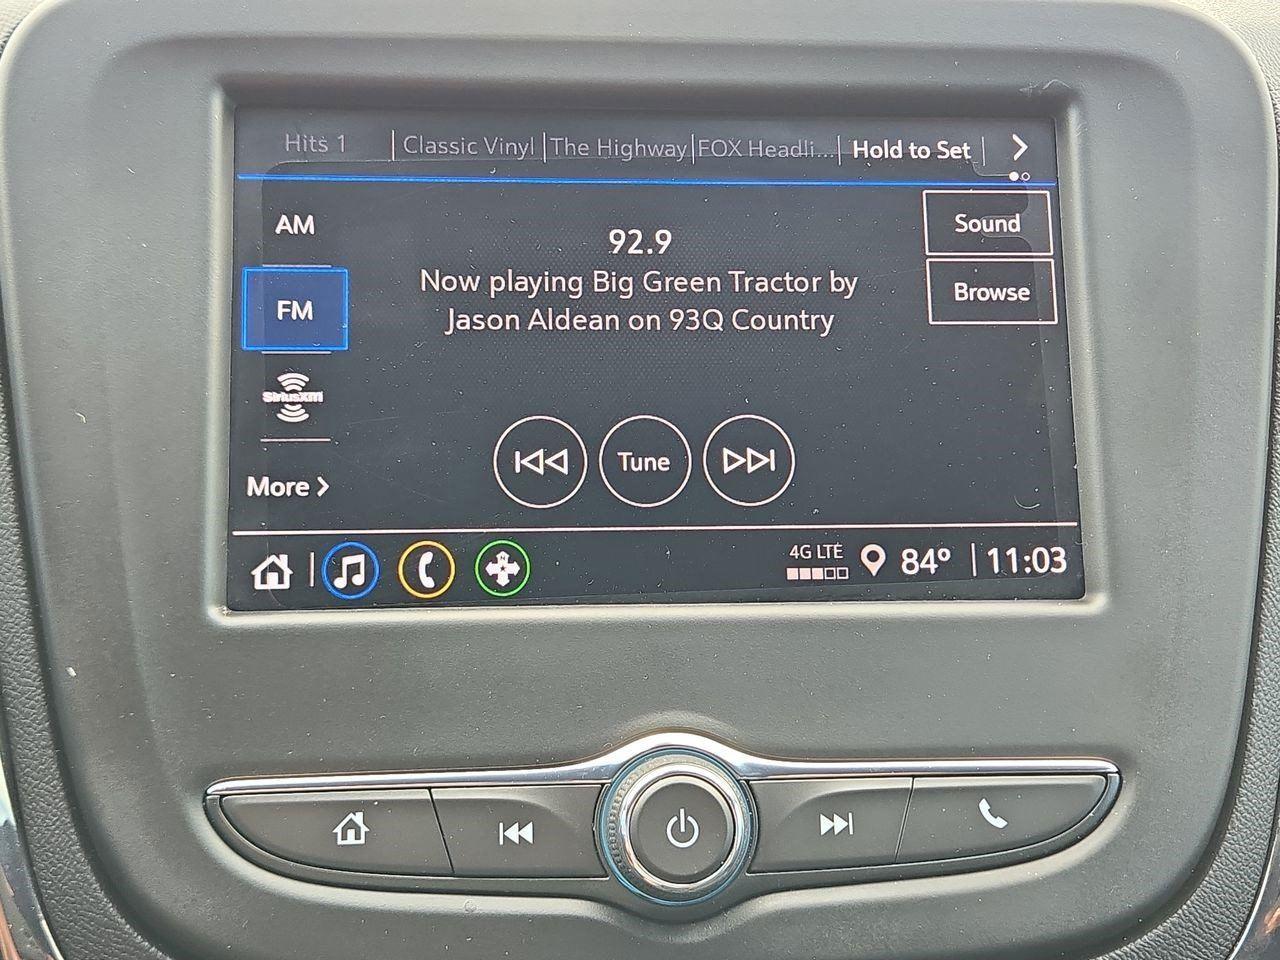 Hits 1 Classic Vinyl The Highway FOX Headli... Hold to Set
AM
FM
SiriusXM
More
92.9
Now playing Big Green Tractor by
Jason Aldean on 93Q Country
Sound
Browse
Tune
4G LTE
84° 11:03